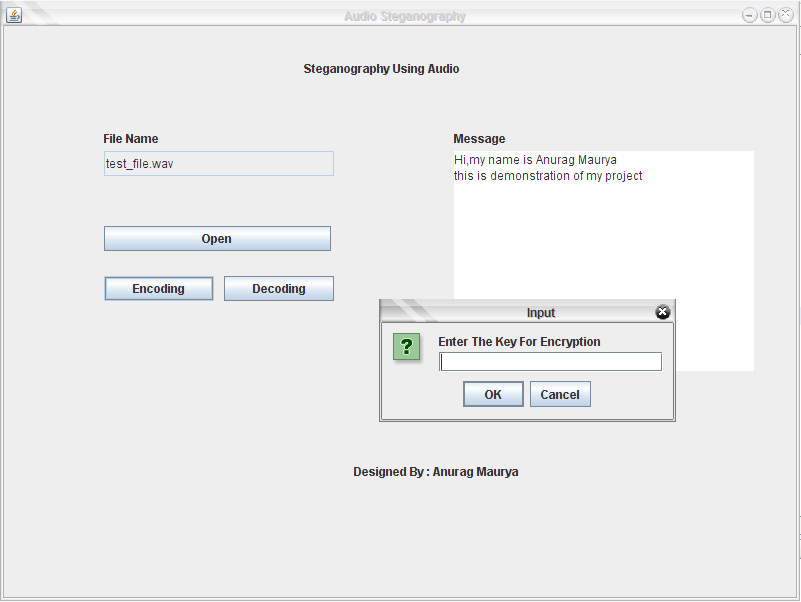 Audio Steganography
Steganography Using Audio
File Name
test_file.wav
Open
Encoding
Decoding
Message
Hi,my name is Anurag Maurya
this is demonstration of my project
Input
?
Enter The Key For Encryption
OK
Cancel
Designed By : Anurag Maurya